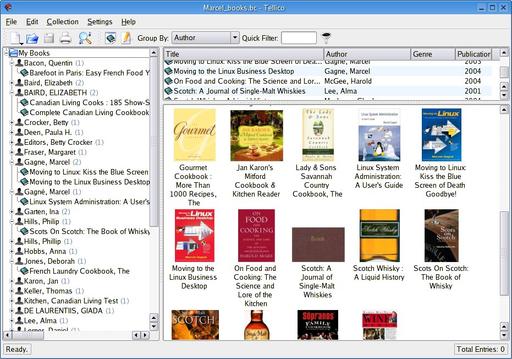 Marcel_books.bc - Tellico
File Edit Collection Settings Help
Group By: Author Quick Filter:
My Books
Bacon, Quentin (1)
Barefoot in Paris: Easy French Food Y
Baird, Elizabeth (2)
BAIRD, ELIZABETH (2)
Canadian Living Cooks : 185 Show-S
Complete Canadian Living Cookbook
Crocker, Betty (1)
Deen, Paula H. (1)
Editors, Betty Crocker (1)
Fraser, Margaret (1)
Gagne, Marcel (2)
Moving to Linux: Kiss the Blue Screen
Moving to the Linux Business Desktop
Gagné, Marcel (1)
Linux System Administration: A User's
Garten, Ina (2)
Hills, Philip (1)
Scots On Scotch: The Book of Whisky
Hills, Phillip (1)
Hobbs, Anna (1)
Jones, Deborah (1)
French Laundry Cookbook, The
Karon, Jan (1)
Keller, Thomas (1)
Kitchen, Canadian Living Test (1)
DE LAURENTIIS, GIADA (1)
Lee, Alma (1)
Title Author Genre Publication
Moving to Linux: Kiss the Blue Screen of Dea... Gagne, Marcel 2003
Moving to the Linux Business Desktop Gagne, Marcel 2004
On Food and Cooking: The Science and Lor... McGee, Harold 2004
Scotch: A Journal of Single-Malt Whiskies Lee, Alma 2001
Gourmet
Cookbook :
More Than
1000 Recipes,
The
Jan Karon's
Mitford
Cookbook &
Kitchen Reader
Lady & Sons
Savannah
Country
Cookbook, The
Linux System
Administration:
A User's Guide
Moving to
Linux: Kiss the
Blue Screen
of Death
Goodbye!
Moving to the
Linux Business
Desktop
On Food and
Cooking: The
Science and
Lore of the
Kitchen
Scotch: A
Journal of
Single-Malt
Whiskies
Scotch Whisky :
A Liquid History
Scots On Scotch:
The Book of
Whisky
SCOTCH
Sopranos
WINE
Ready.
Total Entries: 0